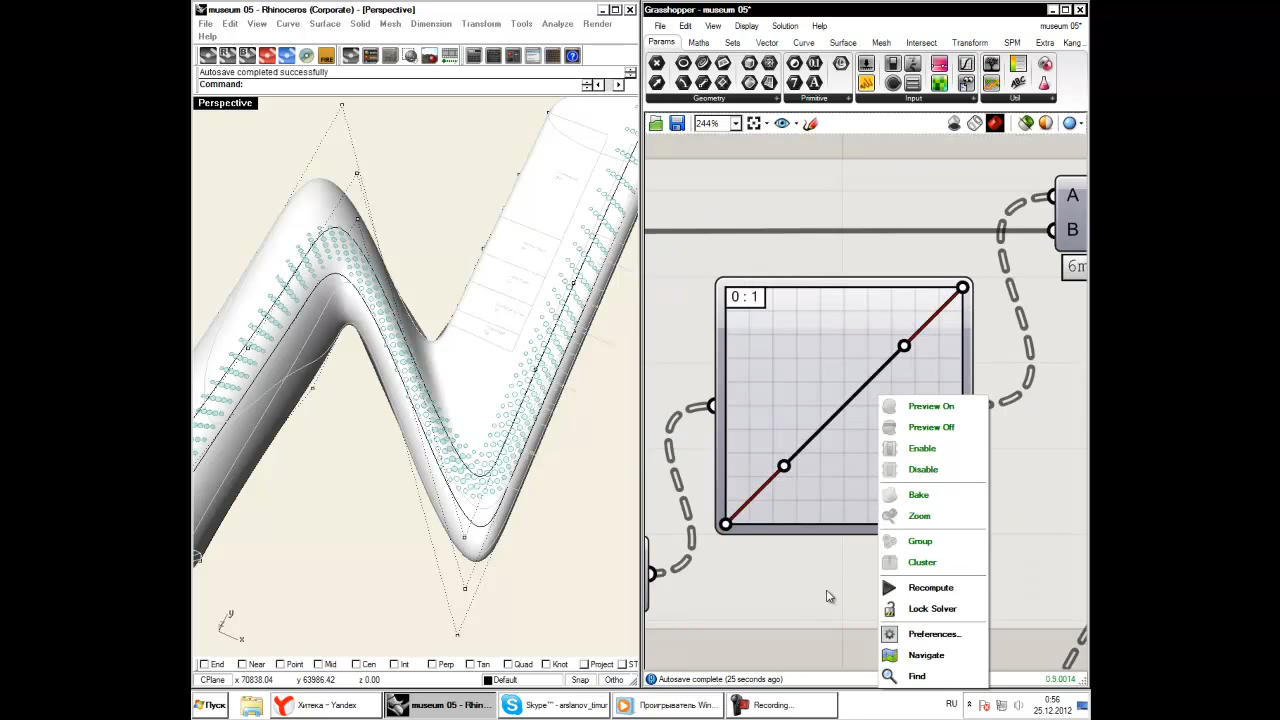 museum 05 - Rhinoceros (Corporate) - [Perspective]
File Edit View Curve Surface Solid Mesh Dimension Transform Tools Analyze Render
Help
FIRE
Autosave completed successfully
Command:
Perspective
y
x
End Near Point Mid Cen Int Perp Tan Quad Knot Project ST
CPlane x 70838.04 y 63986.42 z 0.00 Default Snap Ortho
Grasshopper - museum 05*
File Edit View Display Solution Help museum 05*
Params Maths Sets Vector Curve Surface Mesh Intersect Transform SPM Extra Kang
Geometry Primitive Input Util
244%
A
B
6m
0 : 1
Preview On
Preview Off
Enable
Disable
Bake
Zoom
Group
Cluster
Recompute
Lock Solver
Preferences...
Navigate
Find
Autosave complete (25 seconds ago) 0.9.0014
Пуск Хитека – Yandex museum 05 - Rhin... Skype™ - arslanov_timur Проигрыватель Win... Recording... RU 0:56
25.12.2012